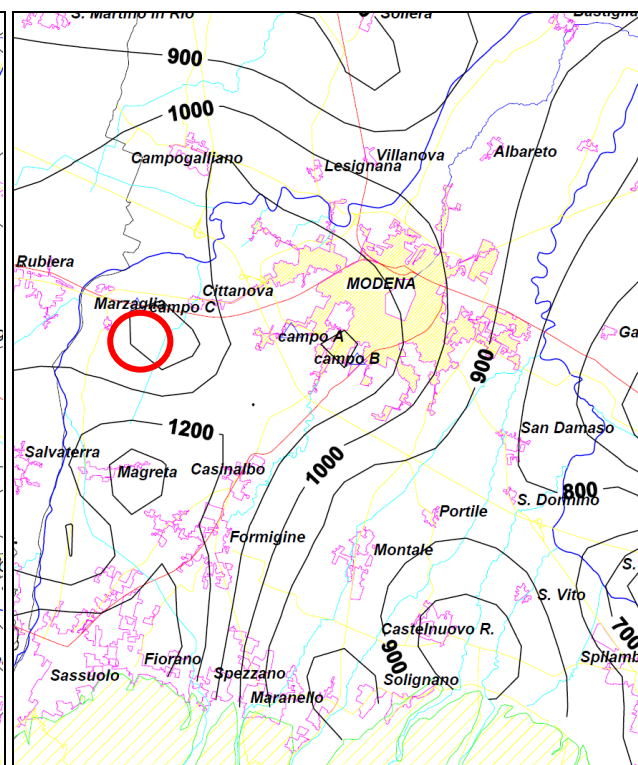 S. Martino in Rio
Soliera
Bastiglia
900
1000
Campogalliano
Lesignana
Villanova
Albareto
Rubiera
Cittanova
MODENA
Marzaglia
campo C
campo A
campo B
Ga
900
1200
Salvaterra
Magreta
Casinalbo
1000
San Damaso
800
S. Donnino
Portile
Formigine
Montale
S.
S. Vito
Castelnuovo R.
700
900
Spilamb
Fiorano
Sassuolo
Spezzano
Solignano
Maranello